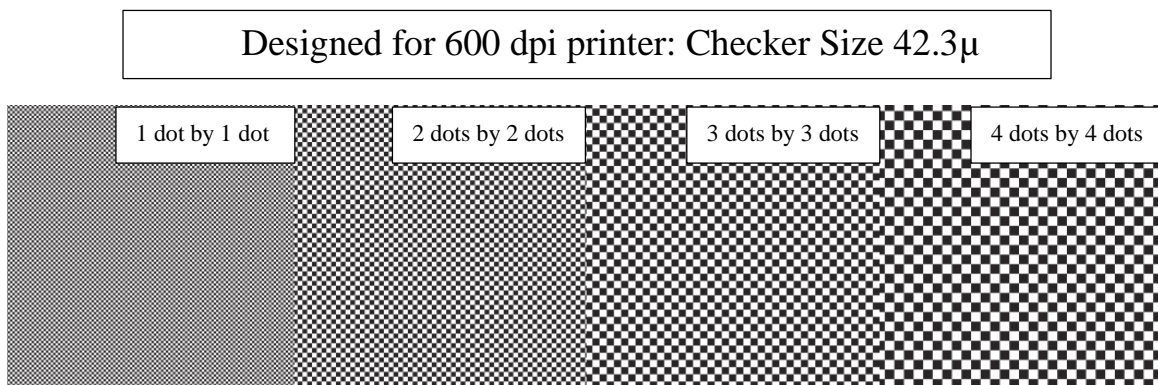 Designed for 600 dpi printer: Checker Size 42.3µ
1 dot by 1 dot
2 dots by 2 dots
3 dots by 3 dots
4 dots by 4 dots